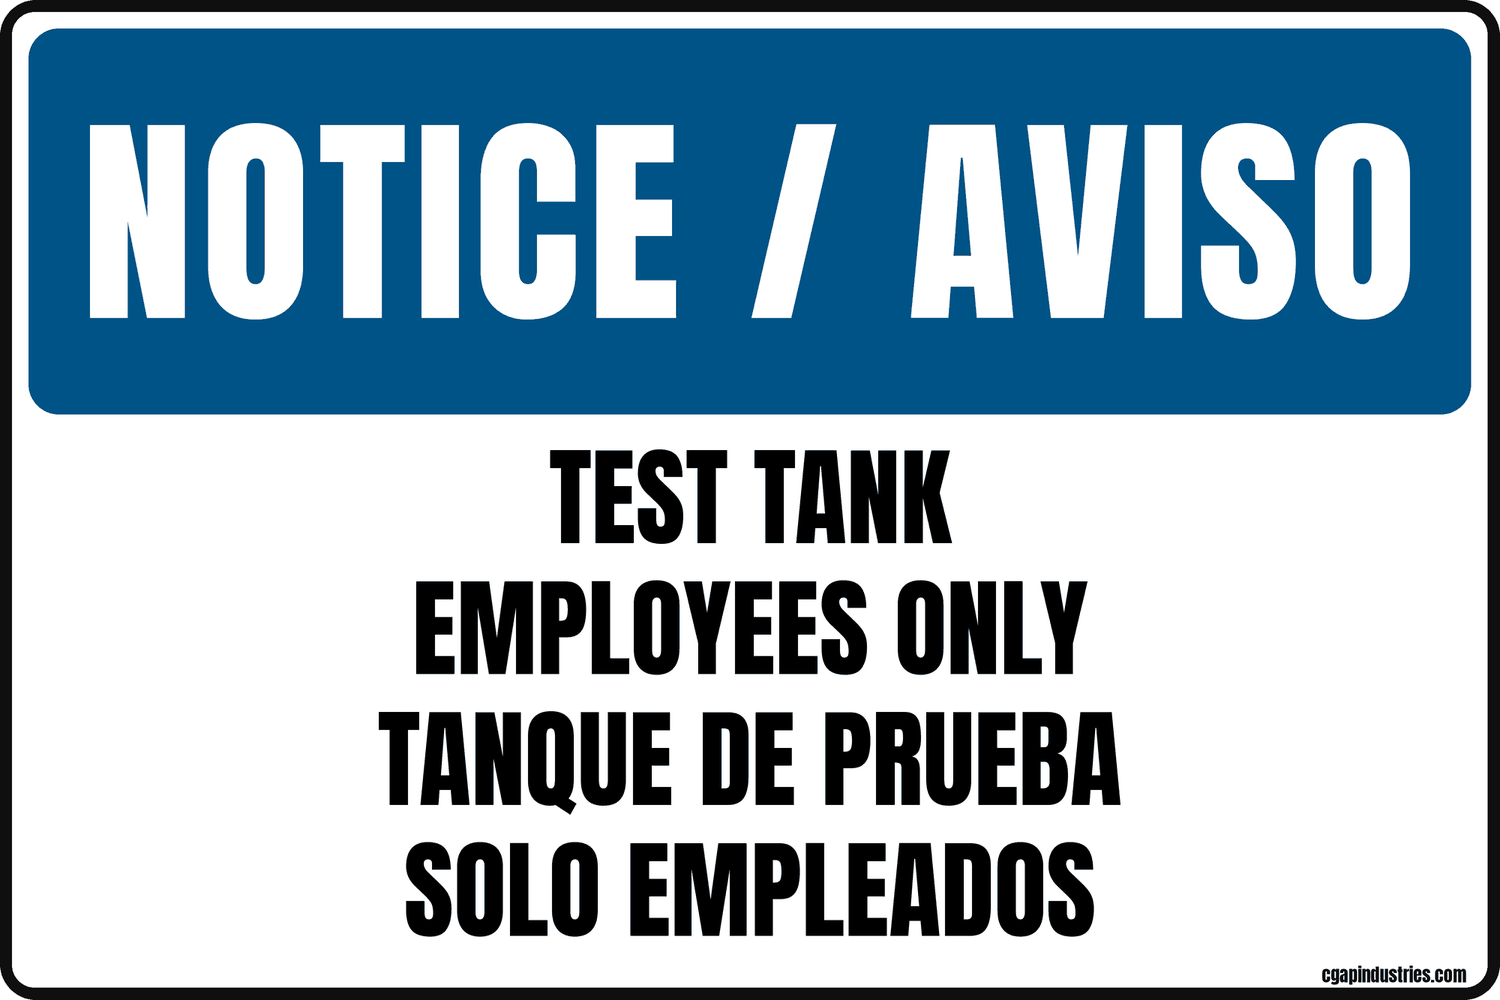 NOTICE / AVISO
TEST TANK
EMPLOYEES ONLY
TANQUE DE PRUEBA
SOLO EMPLEADOS
cgapindustries.com